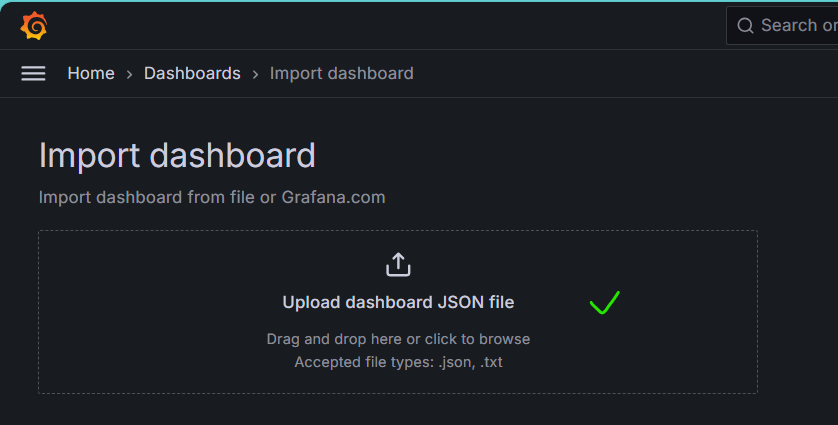 Search or
Home › Dashboards › Import dashboard
Import dashboard
Import dashboard from file or Grafana.com
Upload dashboard JSON file
Drag and drop here or click to browse
Accepted file types: .json, .txt